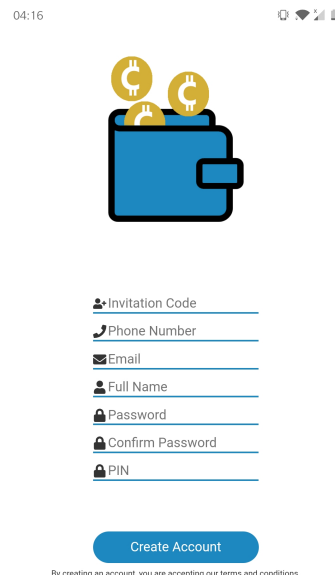 04:16
Invitation Code
Phone Number
Email
Full Name
Password
Confirm Password
PIN
Create Account
By creating an account, you are accepting our terms and conditions